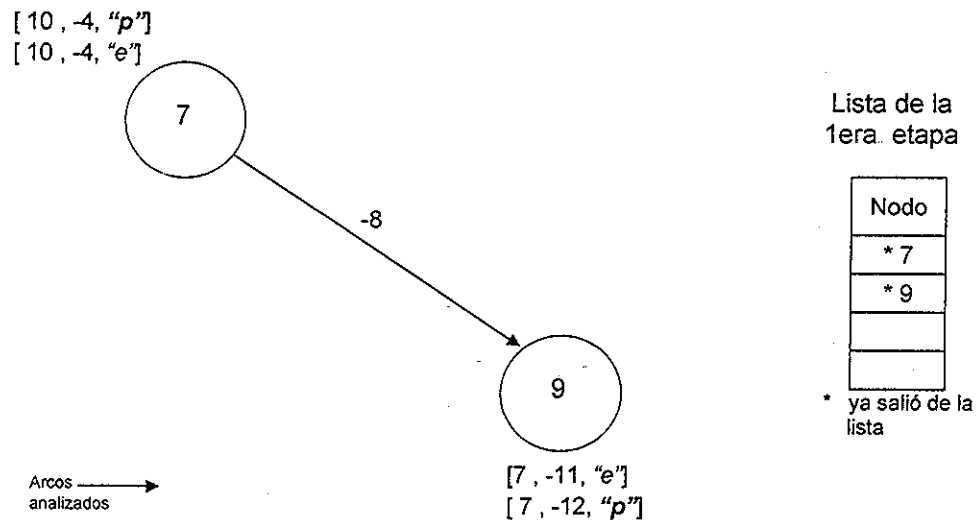 [ 10 , -4, “p”]
[ 10 , -4, “e”]
7
-8
9
[7 , -11, “e”]
[ 7 , -12, “p”]
Arcos
analizados
Lista de la
1era. etapa
Nodo
* 7
* 9
* ya salió de la
lista